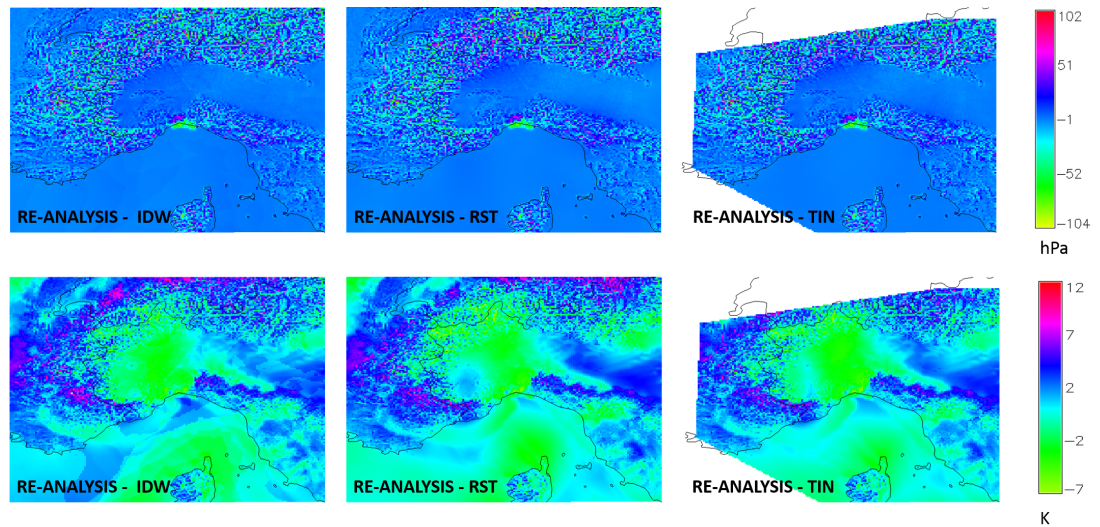 102
51
-1
-52
-104
RE-ANALYSIS - IDW
RE-ANALYSIS - RST
RE-ANALYSIS - TIN
hPa
12
7
2
-2
-7
RE-ANALYSIS - IDW
RE-ANALYSIS - RST
RE-ANALYSIS - TIN
K